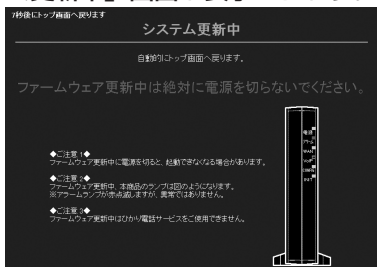 7秒後にトップ画面へ戻ります
システム更新中
自動的にトップ画面へ戻ります。
ファームウェア更新中は絶対に電源を切らないでください。
◆ご注意 1◆
ファームウェア更新中に電源を切ると、起動できなくなる場合があります。
◆ご注意 2◆
ファームウェア更新中、本商品のランプは図のようになります。
※アラームランプが赤点滅しますが、異常ではありません。
◆ご注意 3◆
ファームウェア更新中はひかり電話サービスをご使用できません。
電源
アラーム